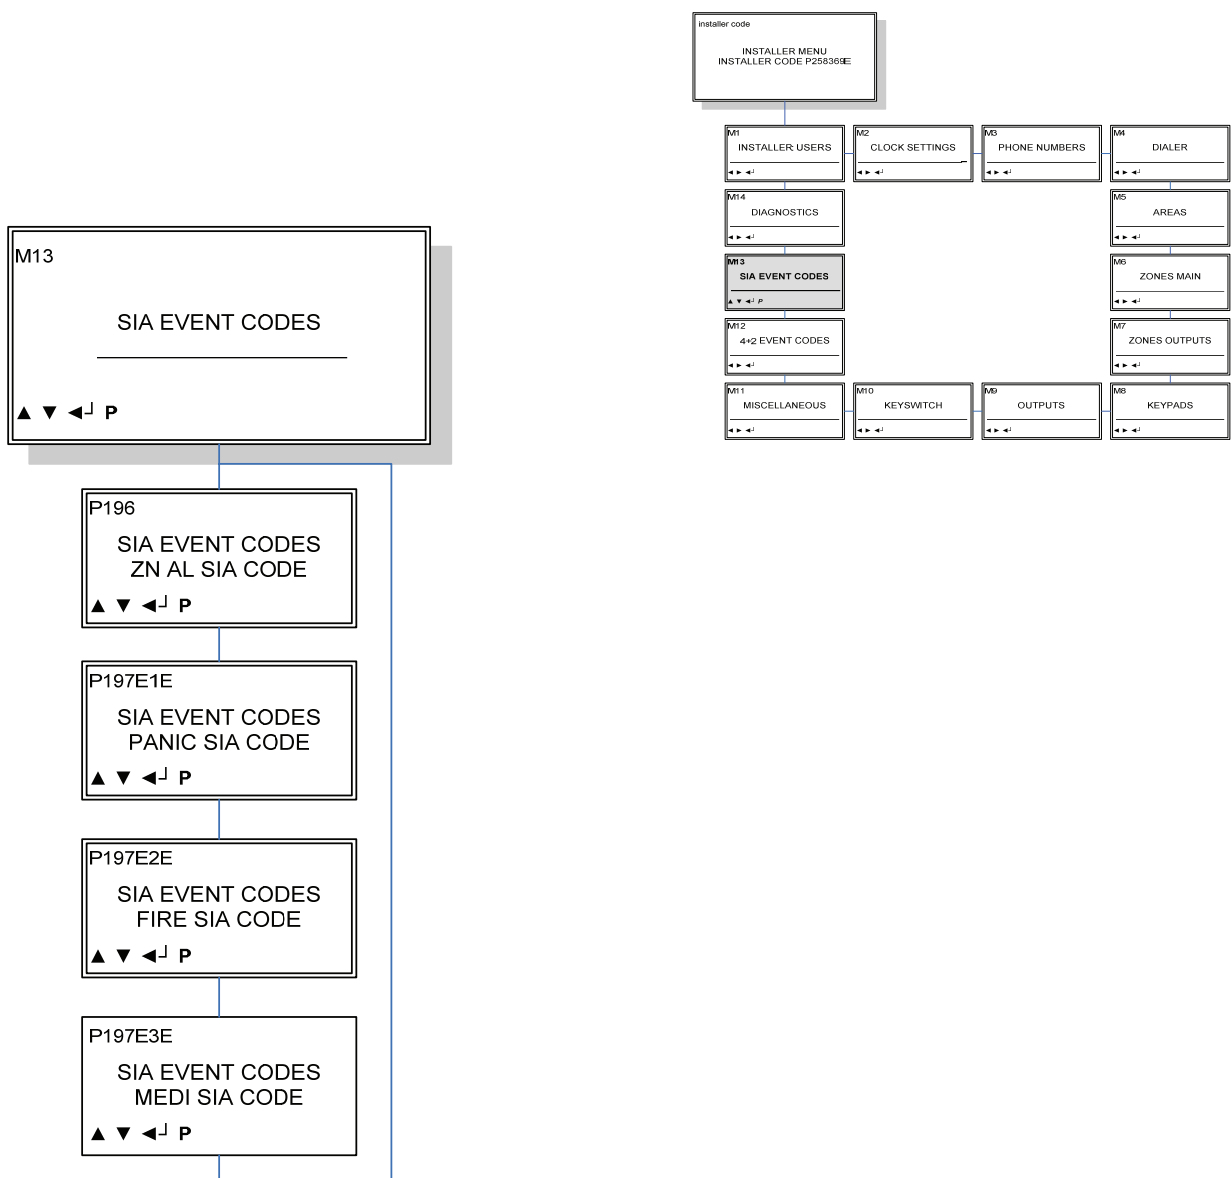 installer code
INSTALLER MENU
INSTALLER CODE P258369E
M1
INSTALLER USERS
◄ ► ◄┘
M2
CLOCK SETTINGS
◄ ► ◄┘
M3
PHONE NUMBERS
◄ ► ◄┘
M4
DIALER
◄ ► ◄┘
M14
DIAGNOSTICS
◄ ► ◄┘
M5
AREAS
◄ ► ◄┘
M13
SIA EVENT CODES
▲ ▼ ◄┘ P
M6
ZONES MAIN
◄ ► ◄┘
M12
4+2 EVENT CODES
◄ ► ◄┘
M7
ZONES OUTPUTS
◄ ► ◄┘
M11
MISCELLANEOUS
◄ ► ◄┘
M10
KEYSWITCH
◄ ► ◄┘
M9
OUTPUTS
◄ ► ◄┘
M8
KEYPADS
◄ ► ◄┘
M13
SIA EVENT CODES
▲ ▼ ◄┘ P
P196
SIA EVENT CODES
ZN AL SIA CODE
▲ ▼ ◄┘ P
P197E1E
SIA EVENT CODES
PANIC SIA CODE
▲ ▼ ◄┘ P
P197E2E
SIA EVENT CODES
FIRE SIA CODE
▲ ▼ ◄┘ P
P197E3E
SIA EVENT CODES
MEDI SIA CODE
▲ ▼ ◄┘ P